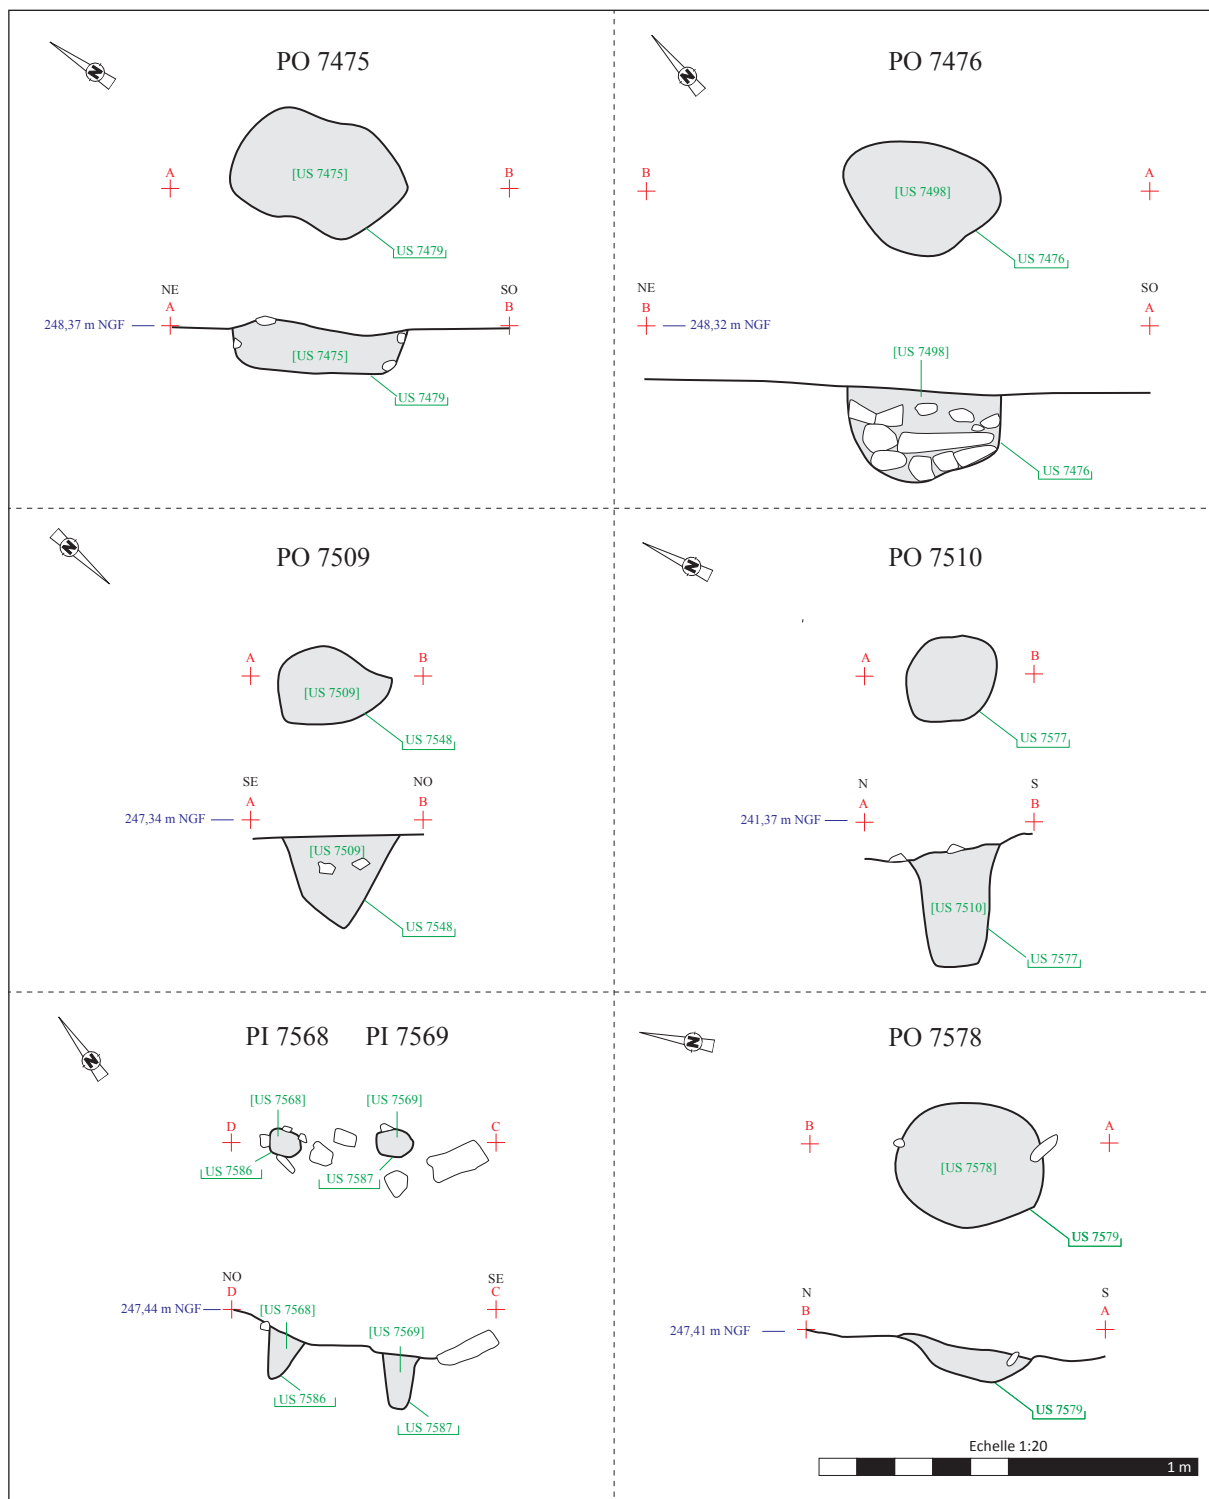 N
PO 7475
[US 7475]
A
B
US 7479
NE
SO
A
B
248,37 m NGF
[US 7475]
US 7479
N
PO 7476
B
[US 7498]
A
US 7476
NE
SO
B
A
248,32 m NGF
[US 7498]
US 7476
N
PO 7509
A
B
[US 7509]
US 7548
SE
NO
A
B
247,34 m NGF
[US 7509]
US 7548
N
PO 7510
A
B
US 7577
N
S
A
B
241,37 m NGF
[US 7510]
US 7577
N
PI 7568 PI 7569
[US 7568] [US 7569]
D
C
US 7586
US 7587
NO
SE
D
C
247,44 m NGF
[US 7568]
[US 7569]
US 7586
US 7587
N
PO 7578
B
A
[US 7578]
US 7579
N
S
B
A
247,41 m NGF
US 7579
Echelle 1:20
1 m